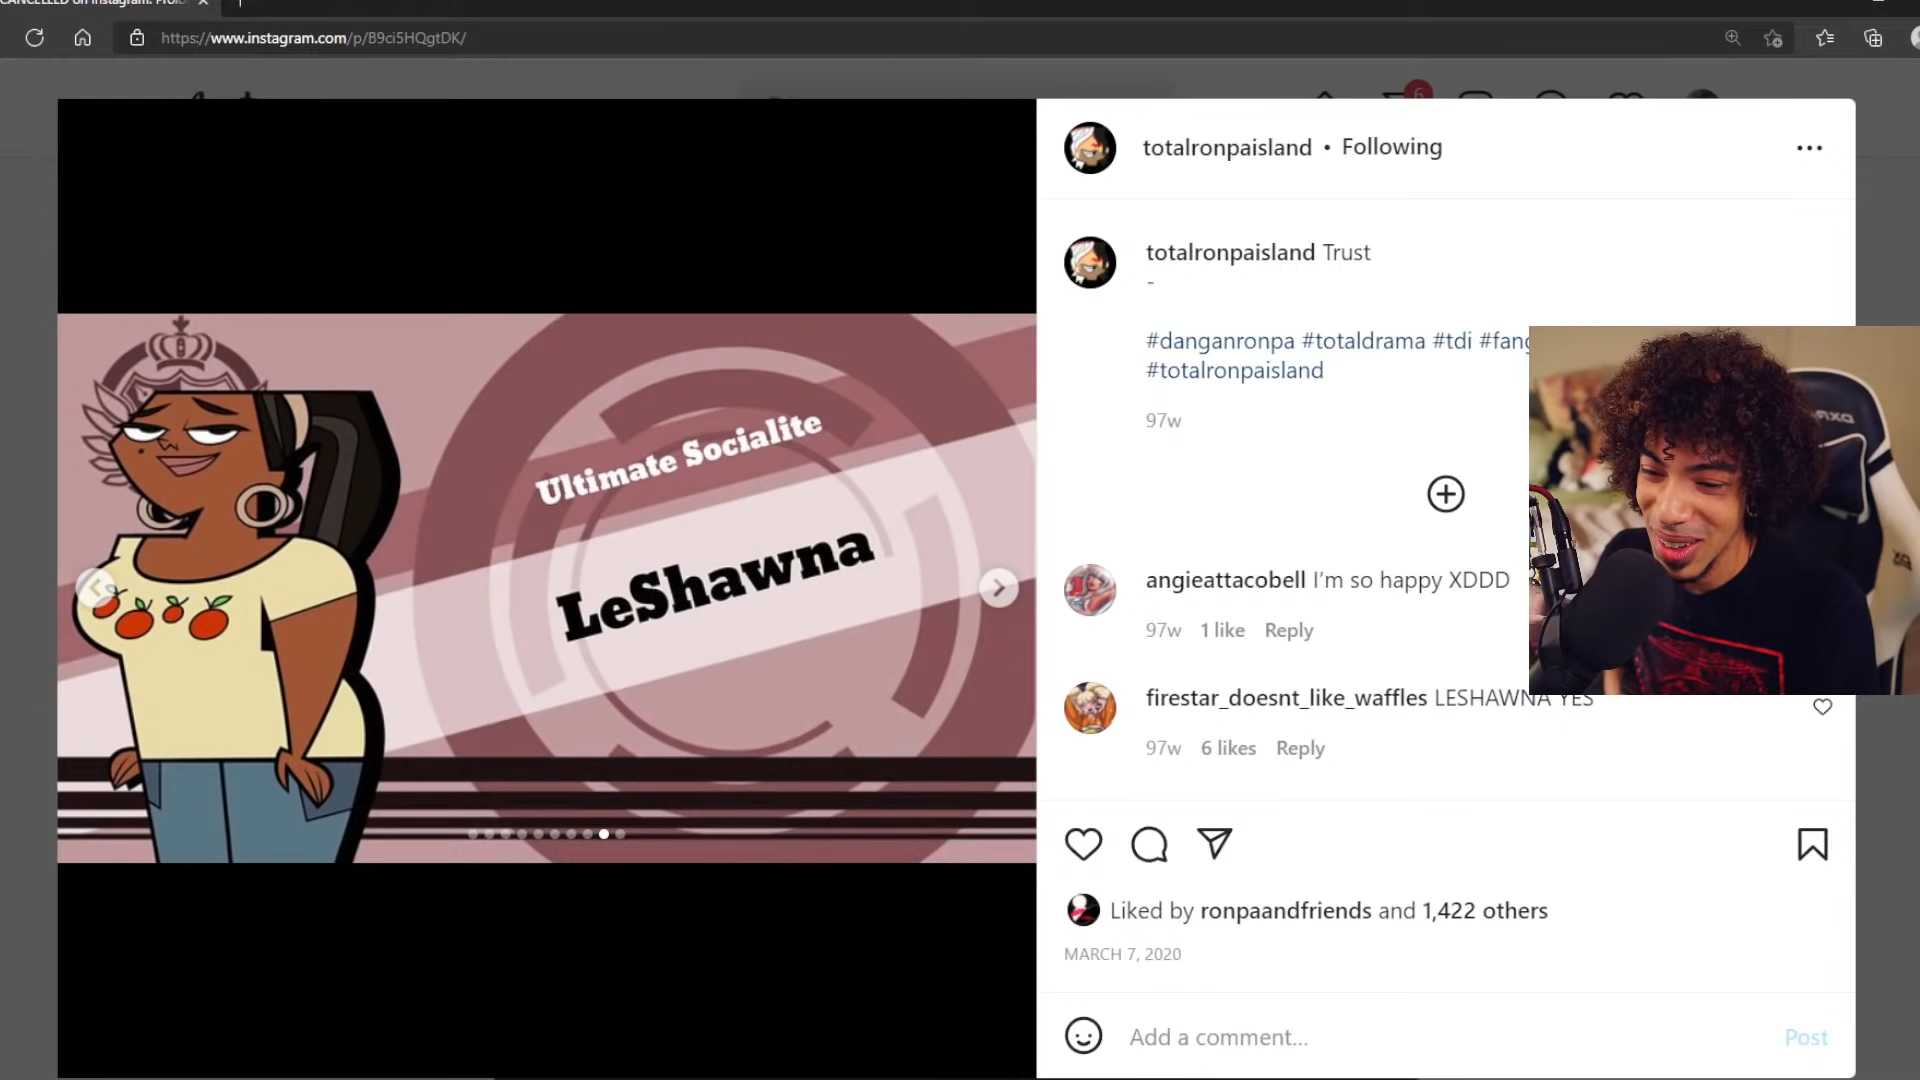 https://www.instagram.com/p/B9ci5HQgtDK/
6
totalronpaisland • Following
totalronpaisland Trust
-
#danganronpa #totaldrama #tdi
#totalronpaisland
97w
Ultimate Socialite
LeShawna
angieattacobell I'm so happy XDDD
97w 1 like Reply
firestar_doesnt_like_waffles LESHAWNA YES
97w 6 likes Reply
Liked by ronpaandfriends and 1,422 others
MARCH 7, 2020
Add a comment...
Post